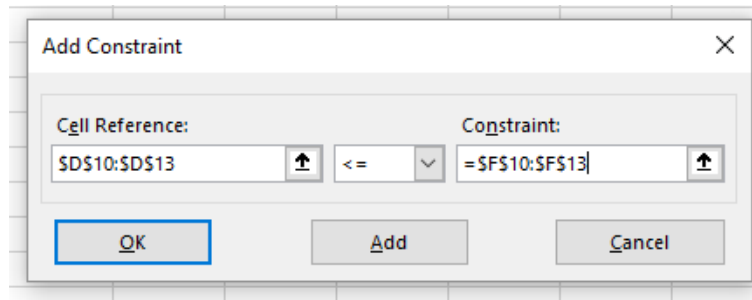 Add Constraint
Cell Reference: Constraint:
$D$10:$D$13 <= =$F$10:$F$13
OK Add Cancel